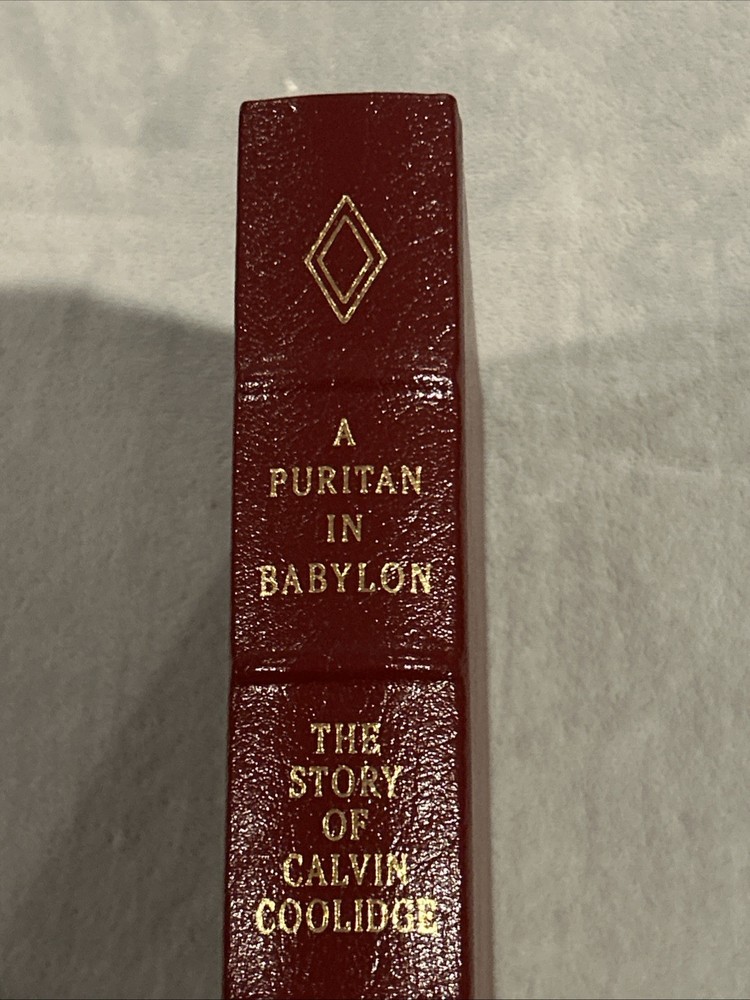 A
PURITAN
IN
BABYLON
THE
STORY
OF
CALVIN
COOLIDGE